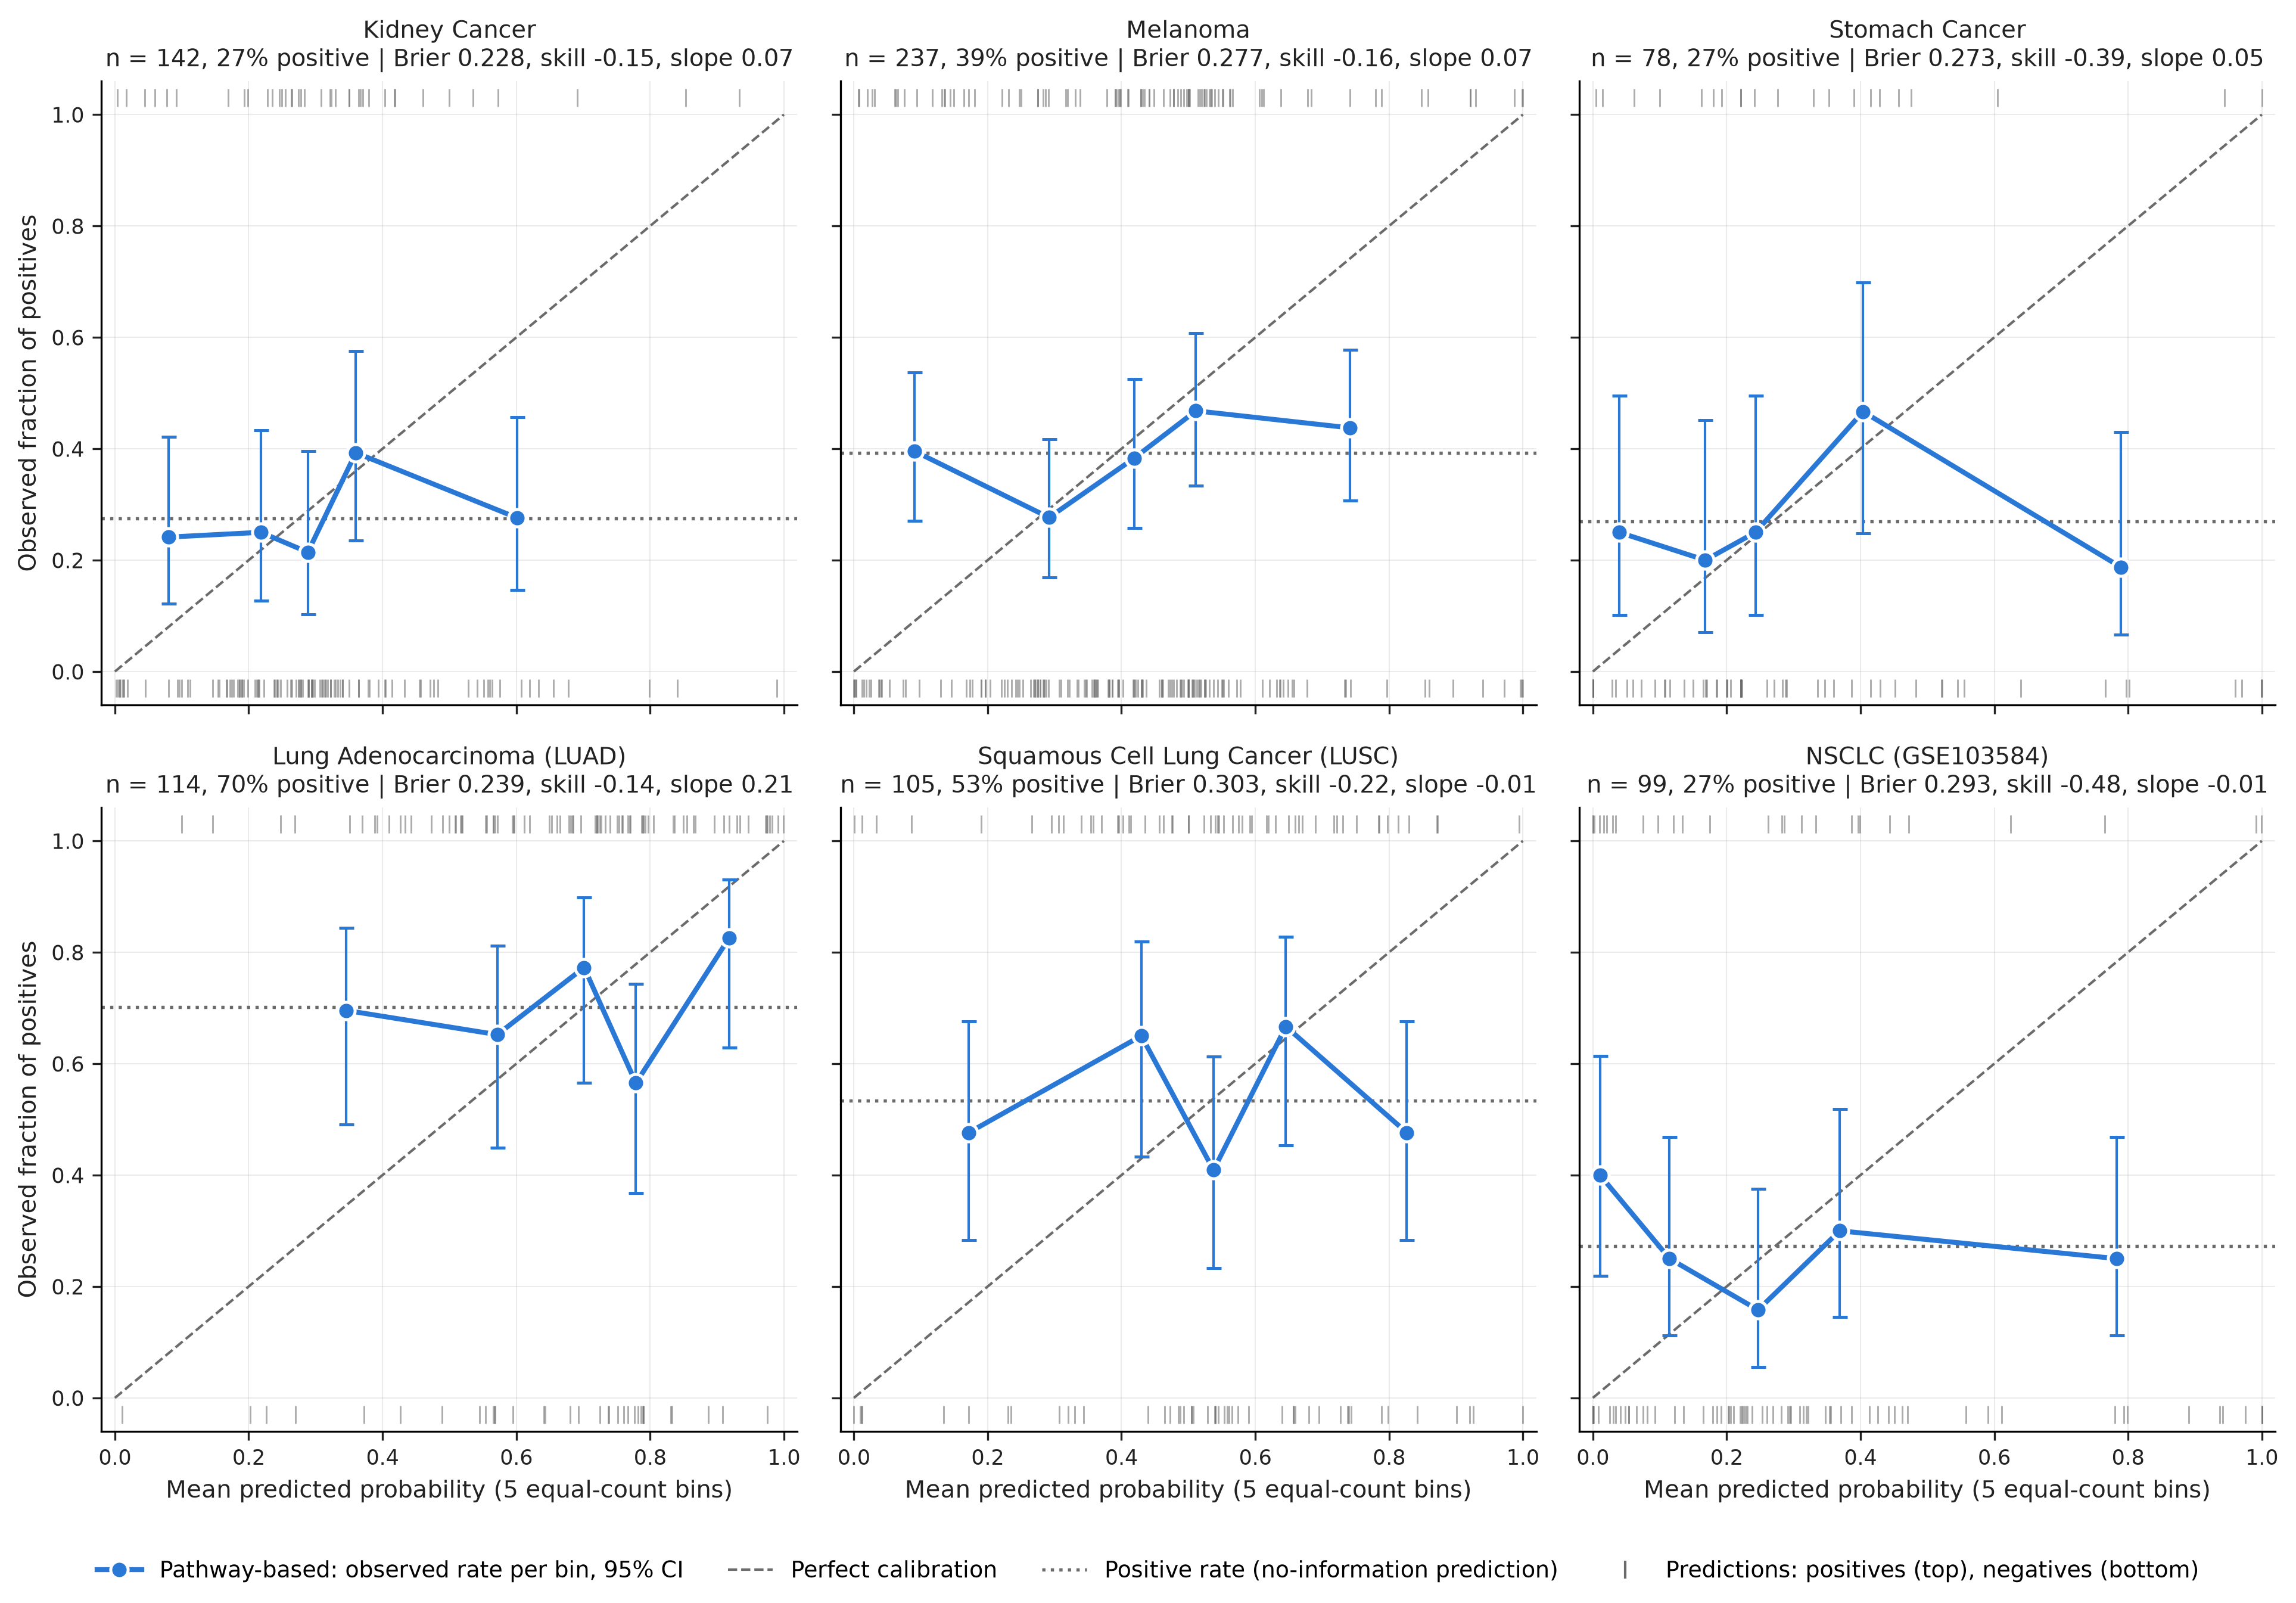 Kidney Cancer
n = 142, 27% positive | Brier 0.228, skill -0.15, slope 0.07
Melanoma
n = 237, 39% positive | Brier 0.277, skill -0.16, slope 0.07
Stomach Cancer
n = 78, 27% positive | Brier 0.273, skill -0.39, slope 0.05
Observed fraction of positives
1.0
0.8
0.6
0.4
0.2
0.0
Lung Adenocarcinoma (LUAD)
n = 114, 70% positive | Brier 0.239, skill -0.14, slope 0.21
Squamous Cell Lung Cancer (LUSC)
n = 105, 53% positive | Brier 0.303, skill -0.22, slope -0.01
NSCLC (GSE103584)
n = 99, 27% positive | Brier 0.293, skill -0.48, slope -0.01
Observed fraction of positives
1.0
0.8
0.6
0.4
0.2
0.0
0.0 0.2 0.4 0.6 0.8 1.0
0.0 0.2 0.4 0.6 0.8 1.0
0.0 0.2 0.4 0.6 0.8 1.0
Mean predicted probability (5 equal-count bins)
Mean predicted probability (5 equal-count bins)
Mean predicted probability (5 equal-count bins)
Pathway-based: observed rate per bin, 95% CI
Perfect calibration
Positive rate (no-information prediction)
Predictions: positives (top), negatives (bottom)